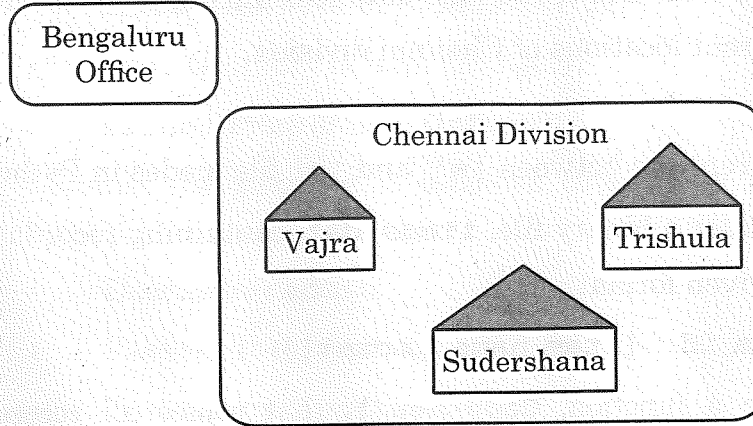 Bengaluru
Office
Chennai Division
Vajra
Trishula
Sudershana